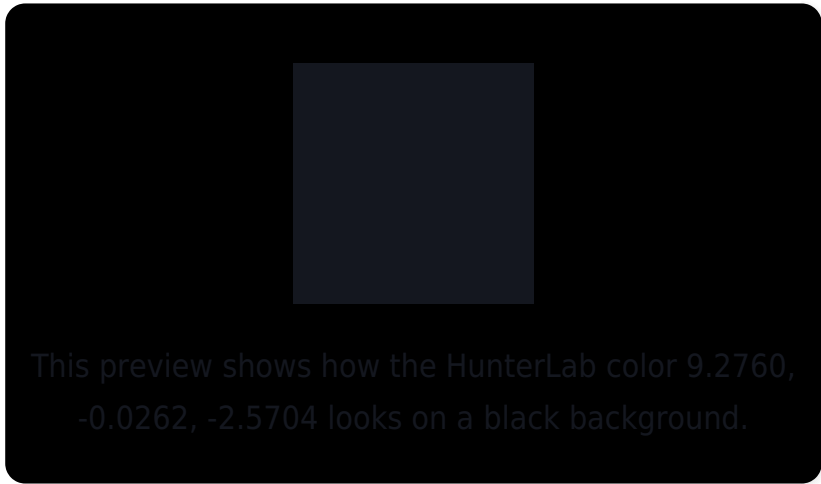 This preview shows how the HunterLab color 9.2760,
-0.0262, -2.5704 looks on a black background.